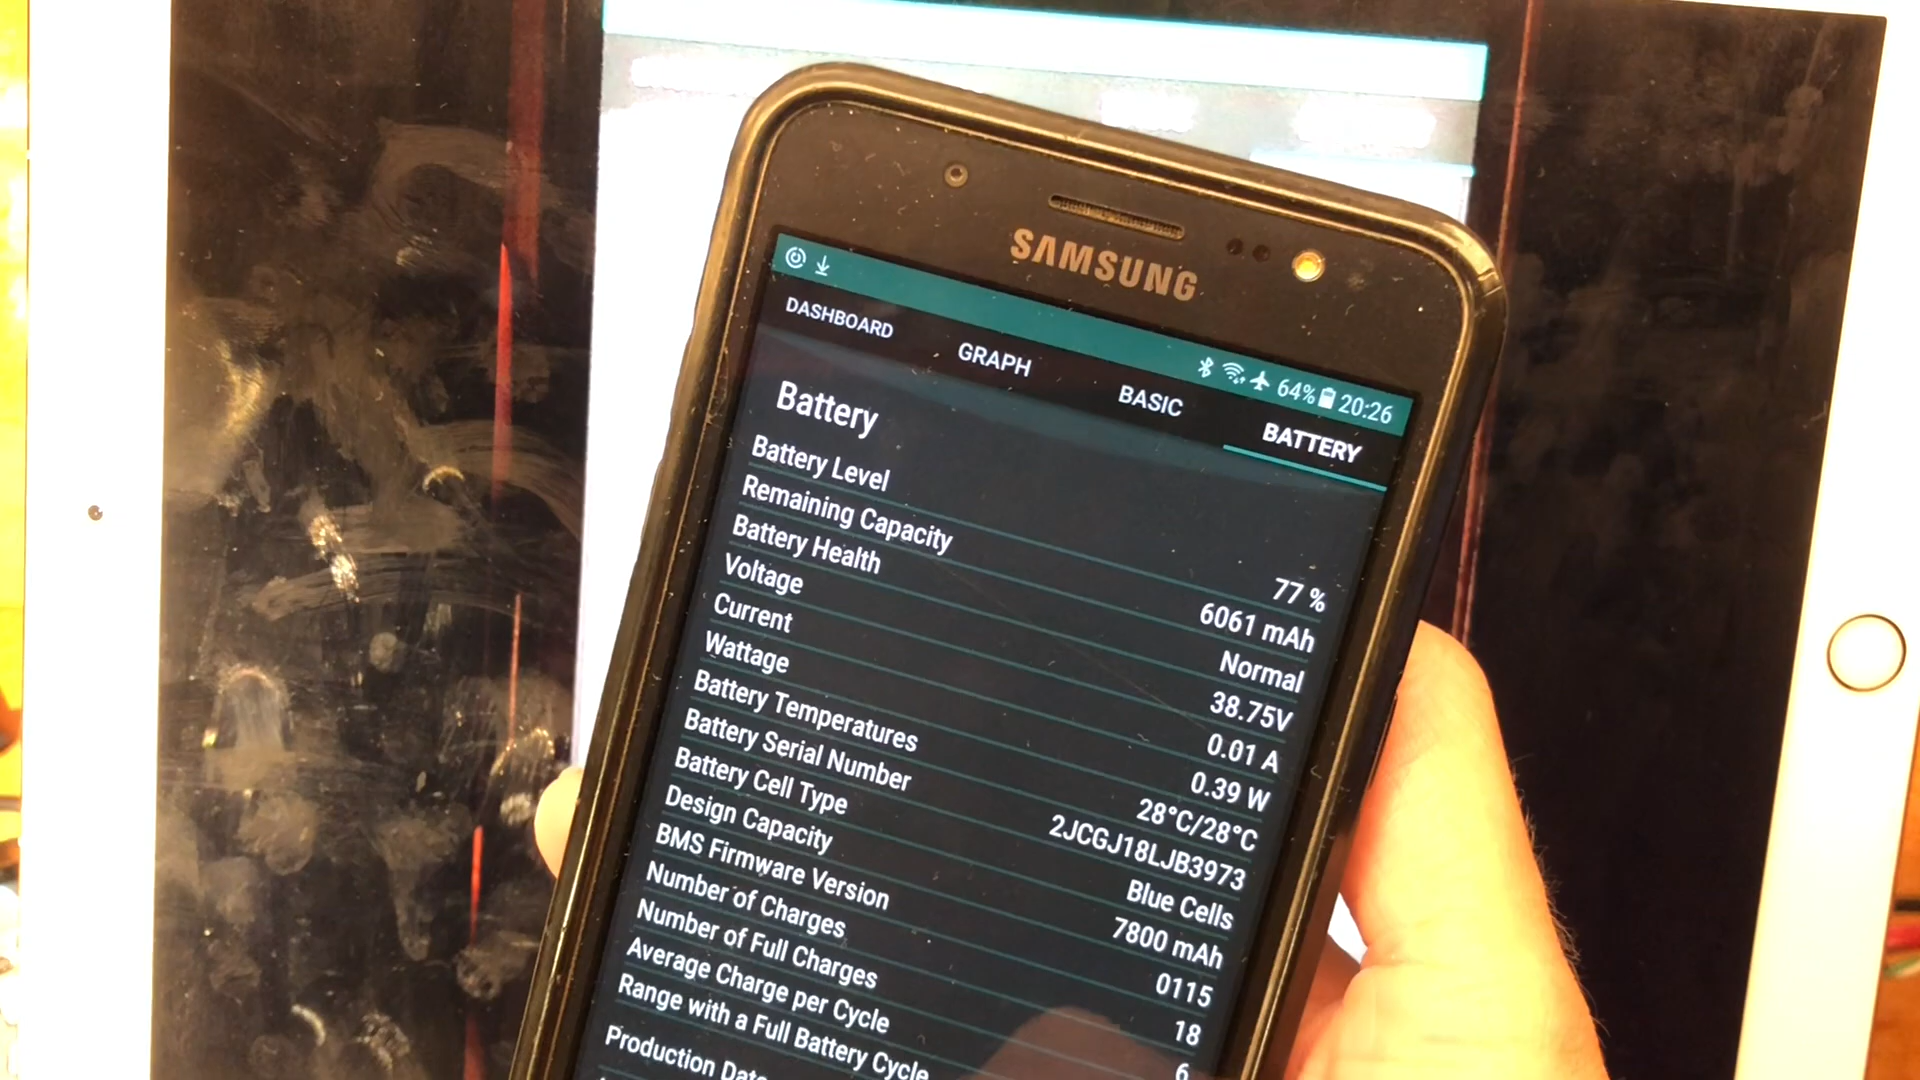 SAMSUNG
64% 20:26
DASHBOARD GRAPH BASIC BATTERY
Battery
Battery Level 77 %
Remaining Capacity 6061 mAh
Battery Health Normal
Voltage 38.75V
Current 0.01 A
Wattage 0.39 W
Battery Temperatures 28°C/28°C
Battery Serial Number 2JCGJ18LJB3973
Battery Cell Type Blue Cells
Design Capacity 7800 mAh
BMS Firmware Version 0115
Number of Charges 18
Number of Full Charges 6
Average Charge per Cycle
Range with a Full Battery Cycle
Production